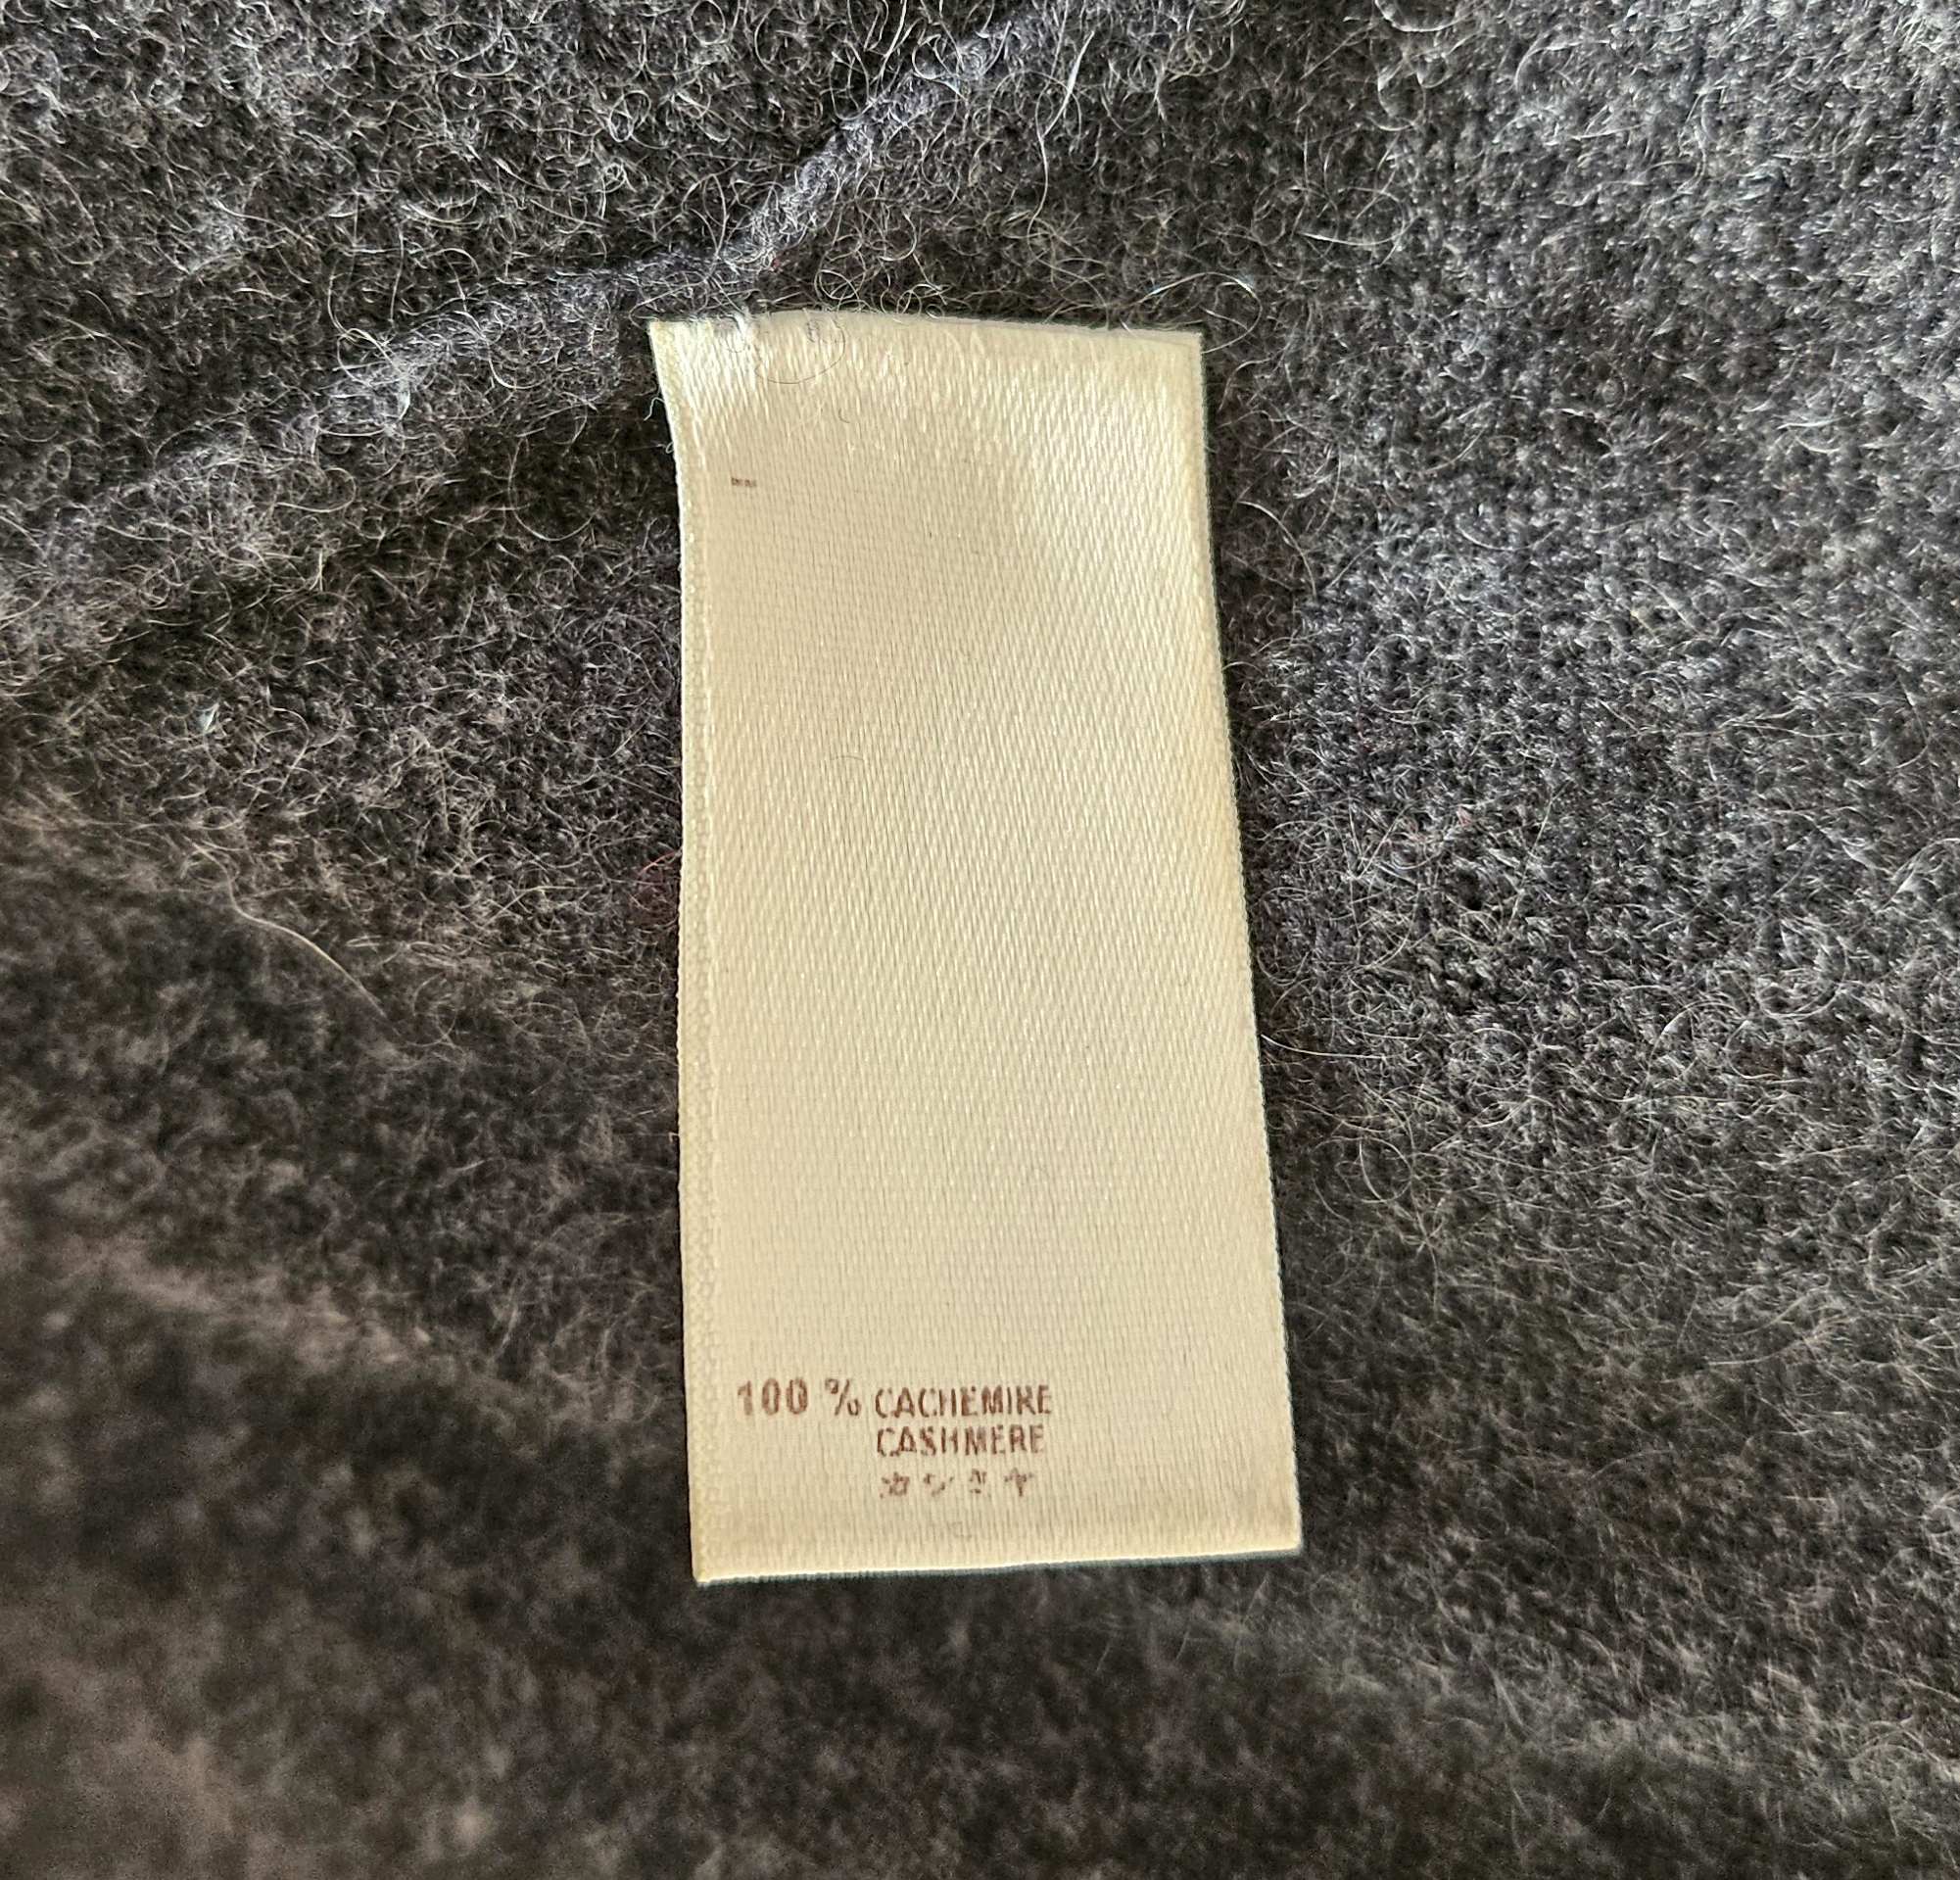 100 % CACHEMIRE
CASHMERE
カシミヤ